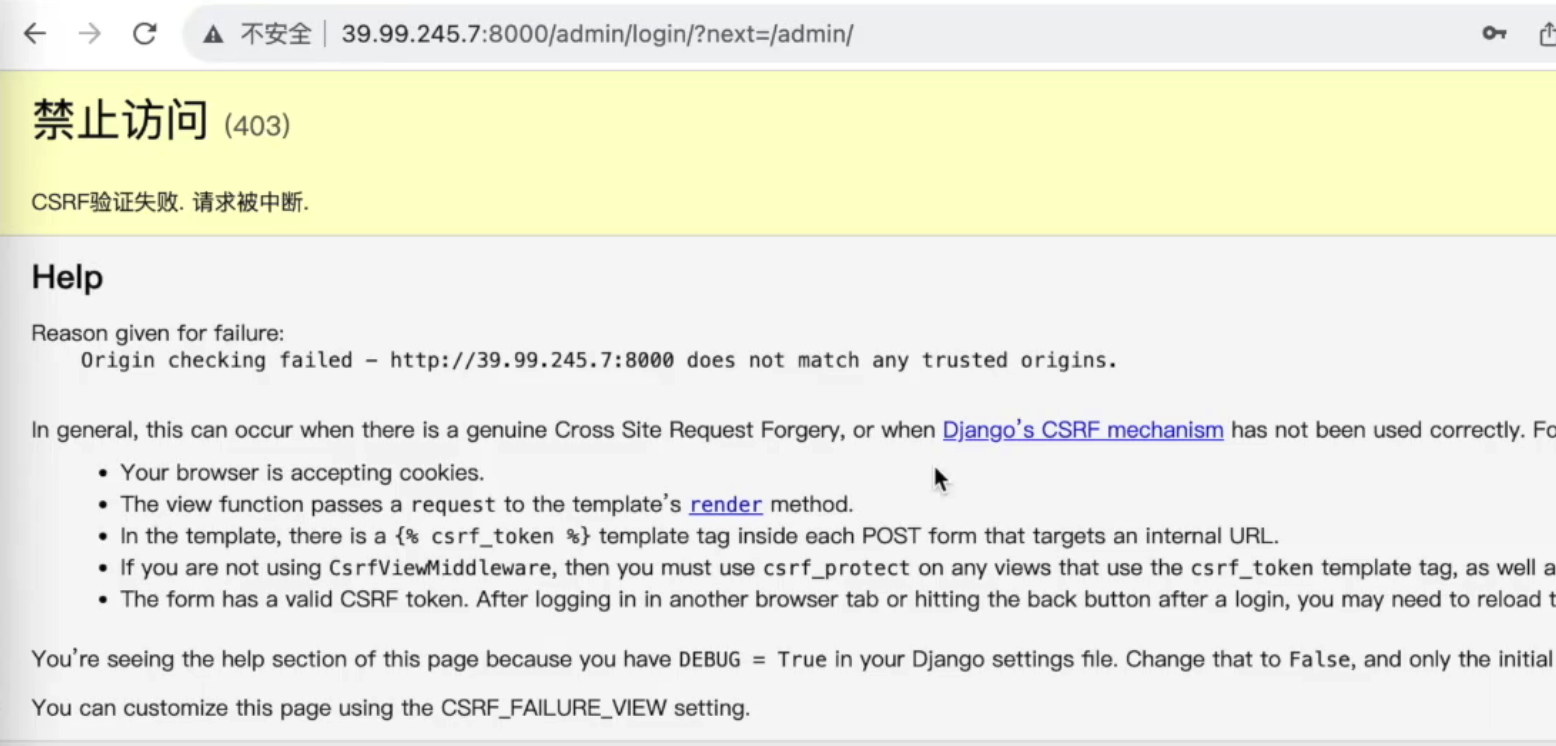 不安全 39.99.245.7:8000/admin/login/?next=/admin/
禁止访问 (403)
CSRF验证失败. 请求被中断.
Help
Reason given for failure:
Origin checking failed - http://39.99.245.7:8000 does not match any trusted origins.
In general, this can occur when there is a genuine Cross Site Request Forgery, or when Django's CSRF mechanism has not been used correctly. Fo
• Your browser is accepting cookies.
• The view function passes a request to the template's render method.
• In the template, there is a {% csrf_token %} template tag inside each POST form that targets an internal URL.
• If you are not using CsrfViewMiddleware, then you must use csrf_protect on any views that use the csrf_token template tag, as well a
• The form has a valid CSRF token. After logging in in another browser tab or hitting the back button after a login, you may need to reload t
You're seeing the help section of this page because you have DEBUG = True in your Django settings file. Change that to False, and only the initial
You can customize this page using the CSRF_FAILURE_VIEW setting.